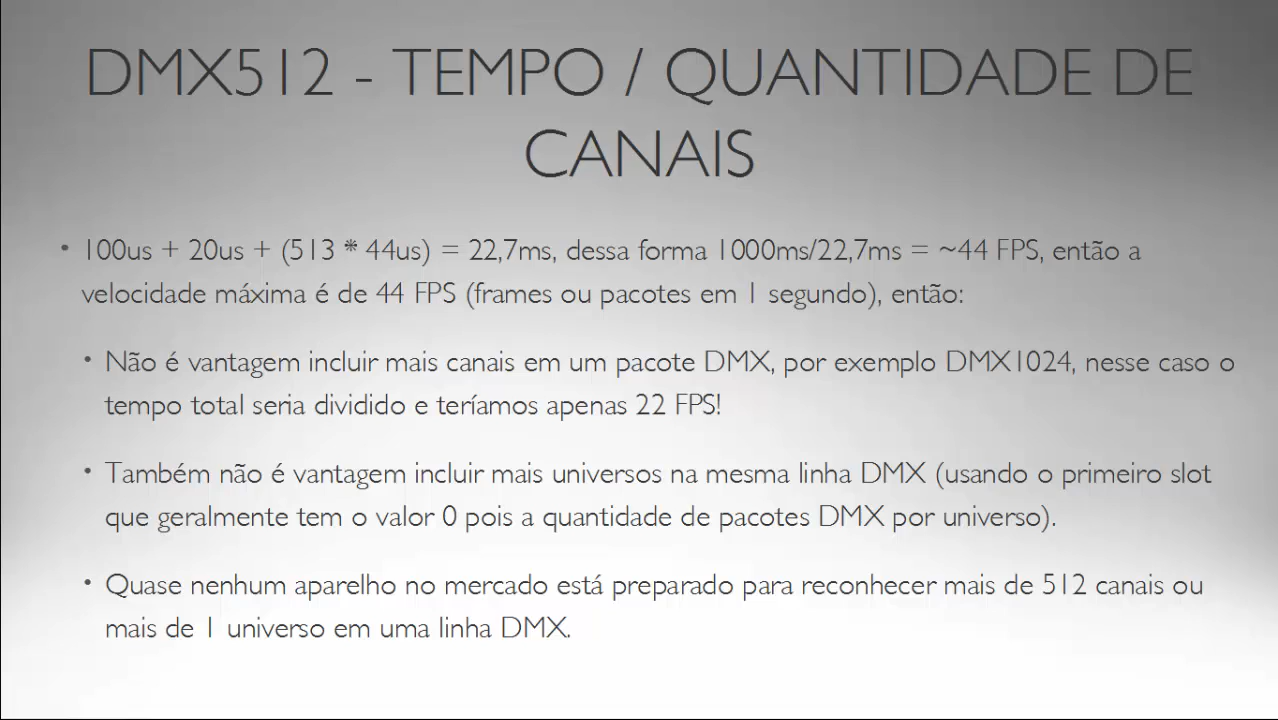 DMX512 - TEMPO / QUANTIDADE DE
CANAIS
• 100us + 20us + (513 * 44us) = 22,7ms, dessa forma 1000ms/22,7ms = ~44 FPS, então a
velocidade máxima é de 44 FPS (frames ou pacotes em 1 segundo), então:
• Não é vantagem incluir mais canais em um pacote DMX, por exemplo DMX1024, nesse caso o
tempo total seria dividido e teríamos apenas 22 FPS!
• Também não é vantagem incluir mais universos na mesma linha DMX (usando o primeiro slot
que geralmente tem o valor 0 pois a quantidade de pacotes DMX por universo).
• Quase nenhum aparelho no mercado está preparado para reconhecer mais de 512 canais ou
mais de 1 universo em uma linha DMX.